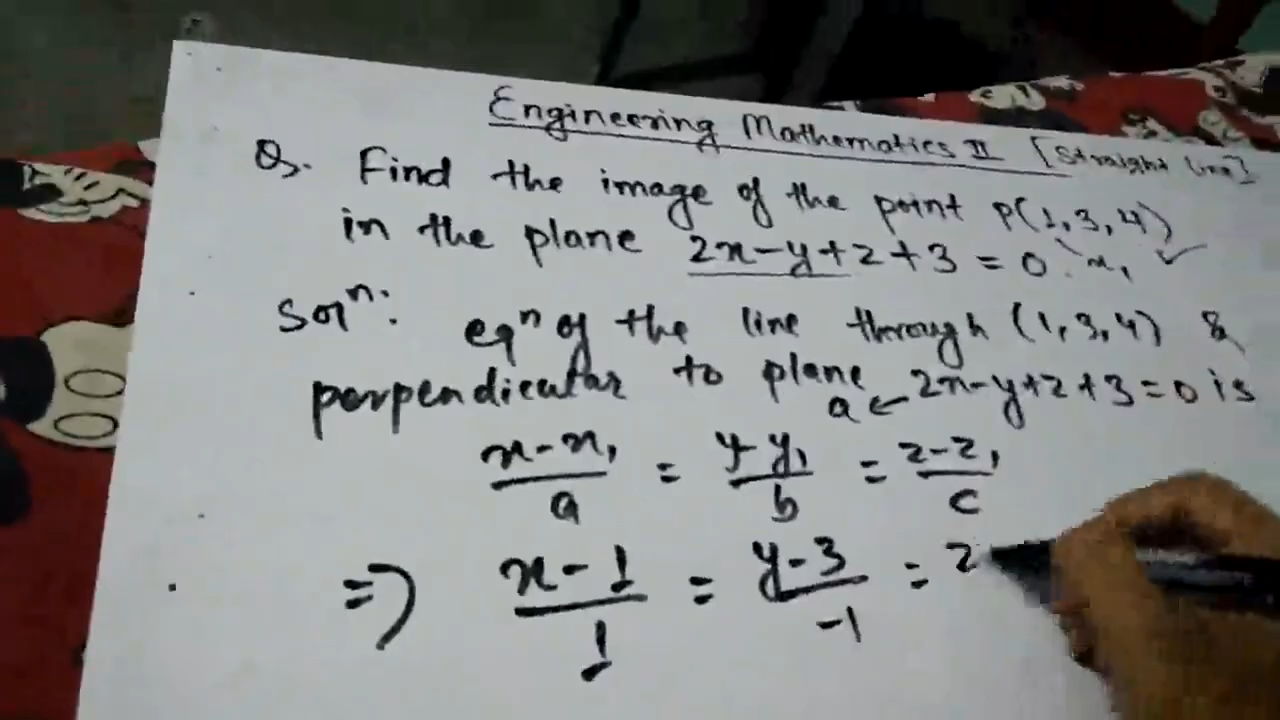 Engineering Mathematics II [Straight line]
Q. Find the image of the point P(1,3,4)
in the plane 2x-y+z+3=0. x₁ ✓
Solⁿ: eqⁿ of the line through (1,3,4) &
perpendicular to plane 2x-y+z+3=0 is
a←
x-x₁/a = y-y₁/b = z-z₁/c
=> x-1/1 = y-3/-1 = z